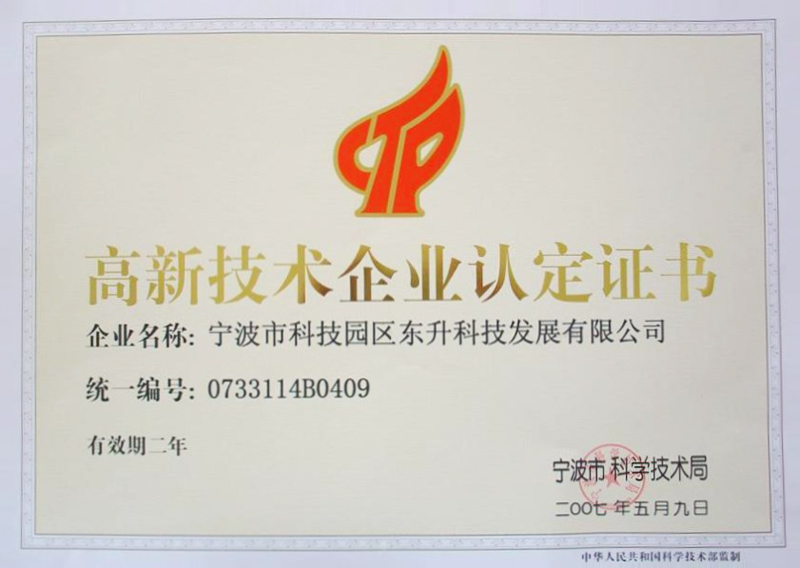 高新技术企业认定证书
企业名称: 宁波市科技园区东升科技发展有限公司
统一编号: 0733114B0409
有效期二年
宁波市科学技术局
二〇〇七年五月九日
中华人民共和国科学技术部监制